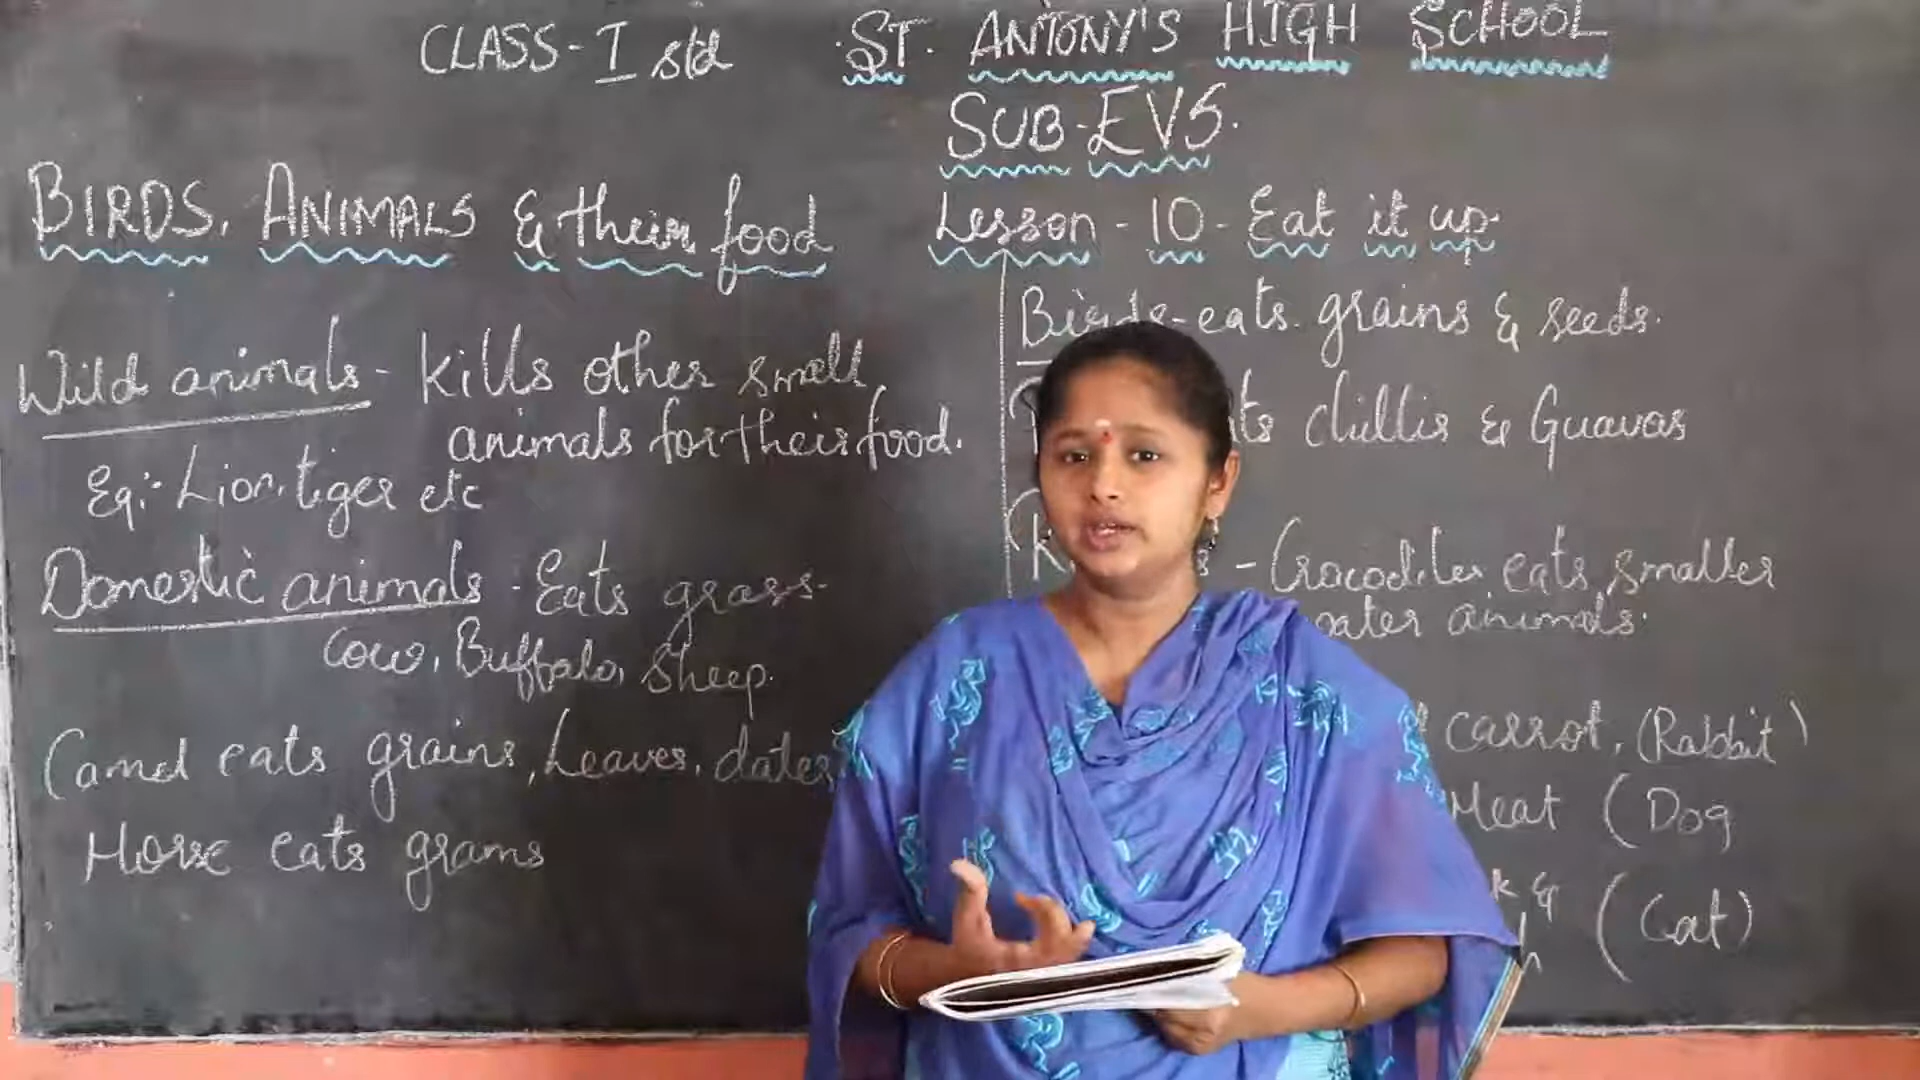 CLASS - I std ST. ANTONY'S HIGH SCHOOL
SUB-EVS.
BIRDS, ANIMALS & their food
Wild animals - Kills other small
animals for their food.
Eg:- Lion, tiger etc
Domestic animals - Eats grass-
Cow, Buffalo, Sheep.
Camel eats grains, Leaves, dates
Horse eats grams
Lesson - 10 - Eat it up.
Birds-eats grains & seeds.
chillis & Guavas
- Crocodiles eats smaller
water animals.
carrot, (Rabbit)
Meat (Dog
& (Cat)